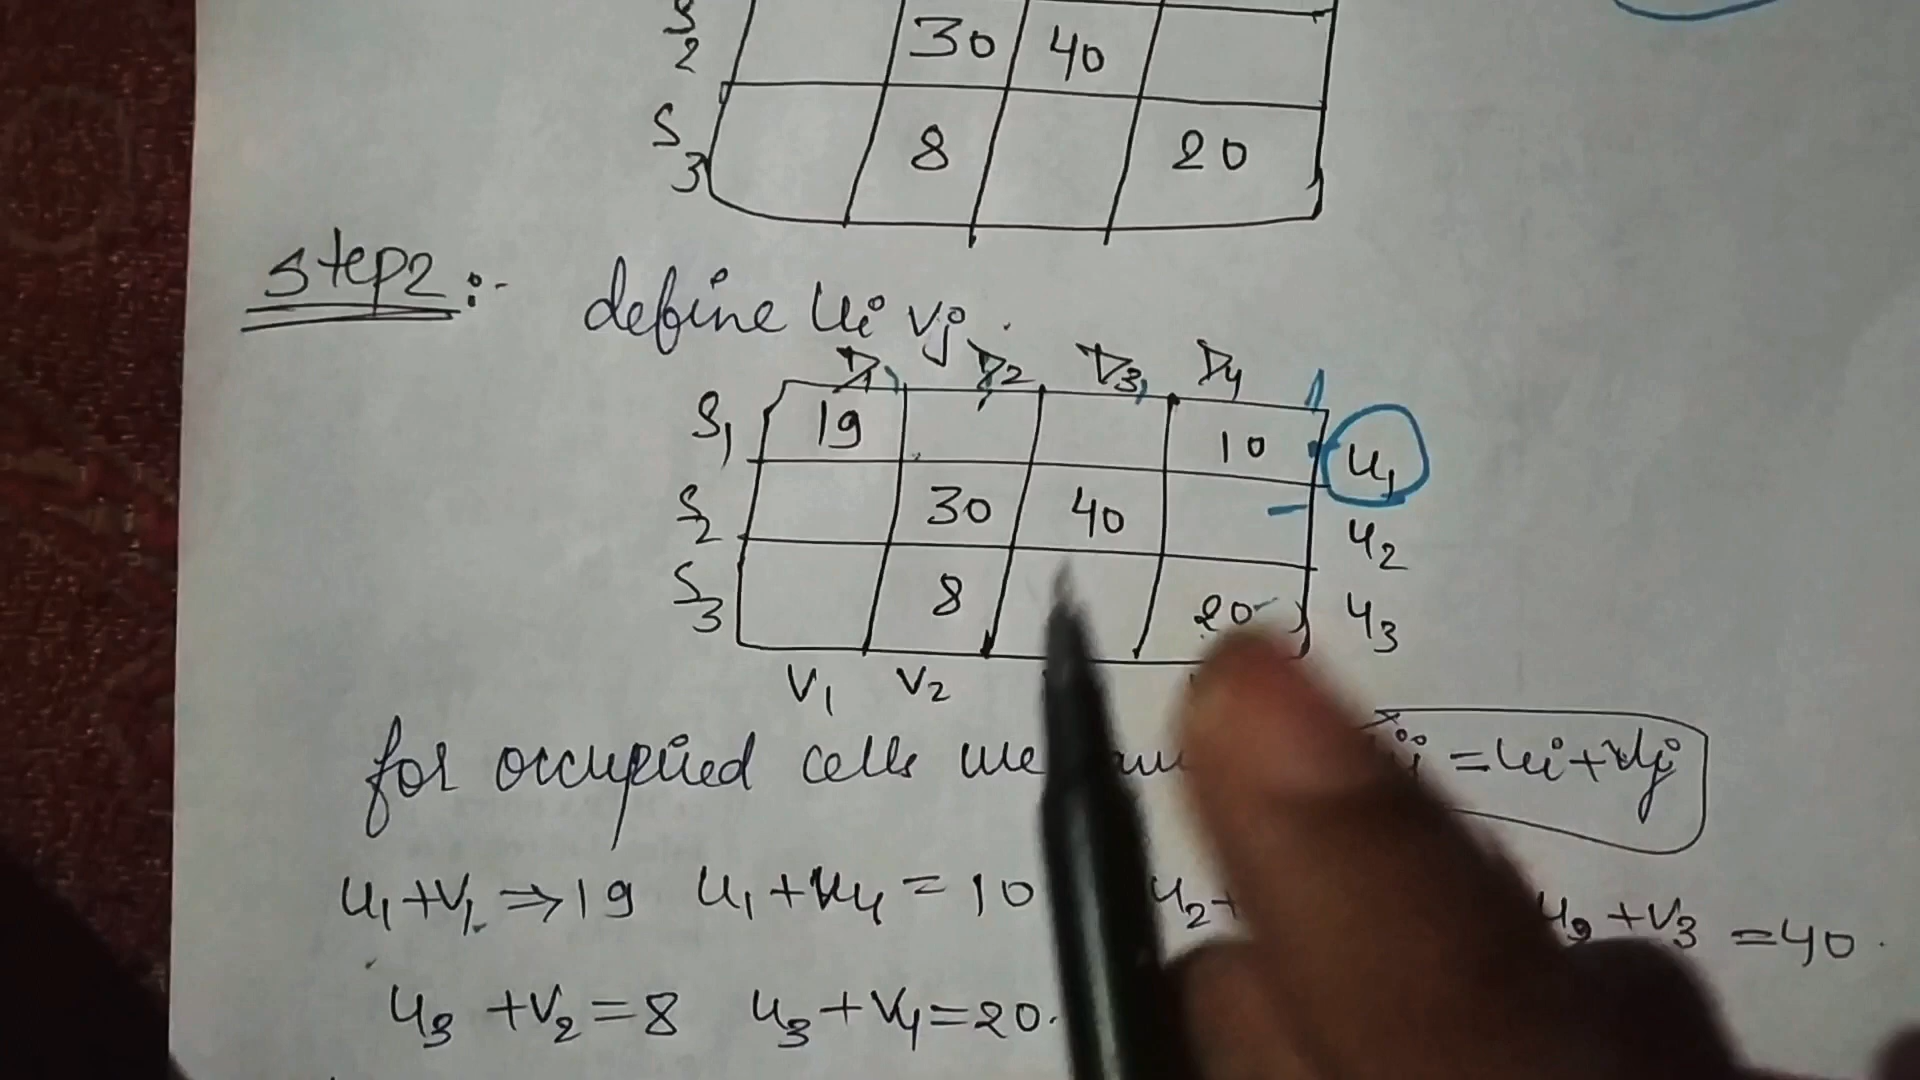 S2 30 40
S3 8 20
Step2 :- define ui vj
D1 D2 D3 D4
S1 19 10 u1
S2 30 40 u2
S3 8 20 u3
V1 V2
for occupied cells we = ui + vj
u1 + v1 ⇒ 19 u1 + v4 = 10 u2 + + v3 = 40
u3 + v2 = 8 u3 + v4 = 20.